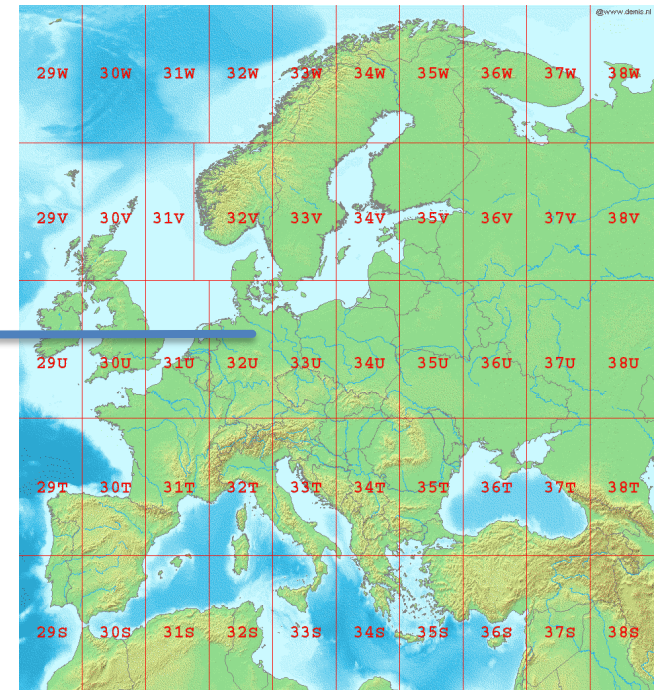 @www.demis.nl
29W 30W 31W 32W 33W 34W 35W 36W 37W 38W
29V 30V 31V 32V 33V 34V 35V 36V 37V 38V
29U 30U 31U 32U 33U 34U 35U 36U 37U 38U
29T 30T 31T 32T 33T 34T 35T 36T 37T 38T
29S 30S 31S 32S 33S 34S 35S 36S 37S 38S